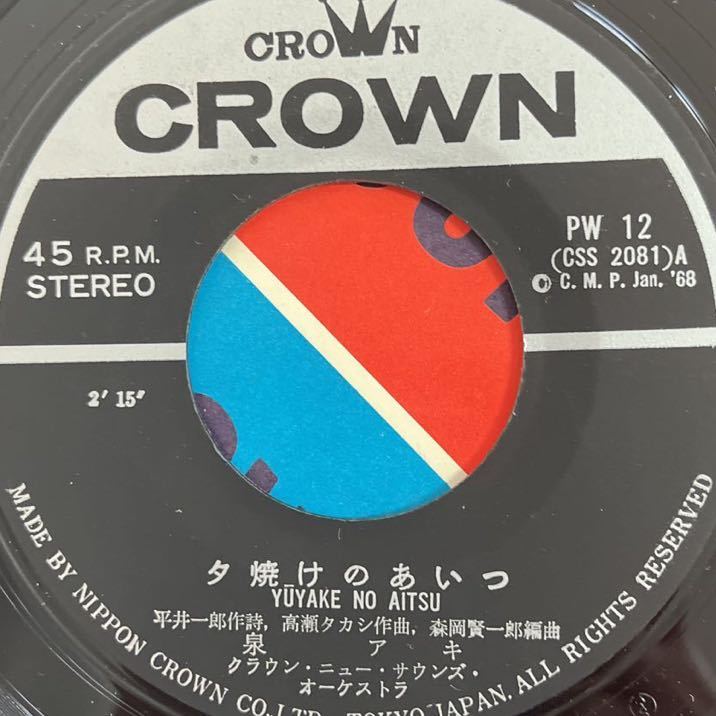 CROWN
CROWN
45 R.P.M.
STEREO
PW 12
(CSS 2081)A
℗ C. M. P. Jan. '68
2′ 15″
夕焼けのあいつ
YŪYAKE NO AITSU
平井一郎作詩, 高瀬タカシ作曲, 森岡賢一郎編曲
泉アキ
クラウン・ニュー・サウンズ・
オーケストラ
MADE BY NIPPON CROWN CO. LTD. TOKYO JAPAN. ALL RIGHTS RESERVED